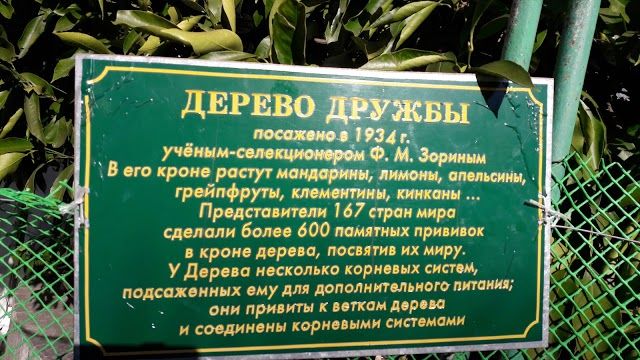 ДЕРЕВО ДРУЖБЫ
посажено в 1934 г.
учёным-селекционером Ф. М. Зориным
В его кроне растут мандарины, лимоны, апельсины,
грейпфруты, клементины, кинканы ...
Представители 167 стран мира
сделали более 600 памятных прививок
в кроне дерева, посвятив их миру.
У Дерева несколько корневых систем,
подсаженных ему для дополнительного питания;
они привиты к веткам дерева
и соединены корневыми системами